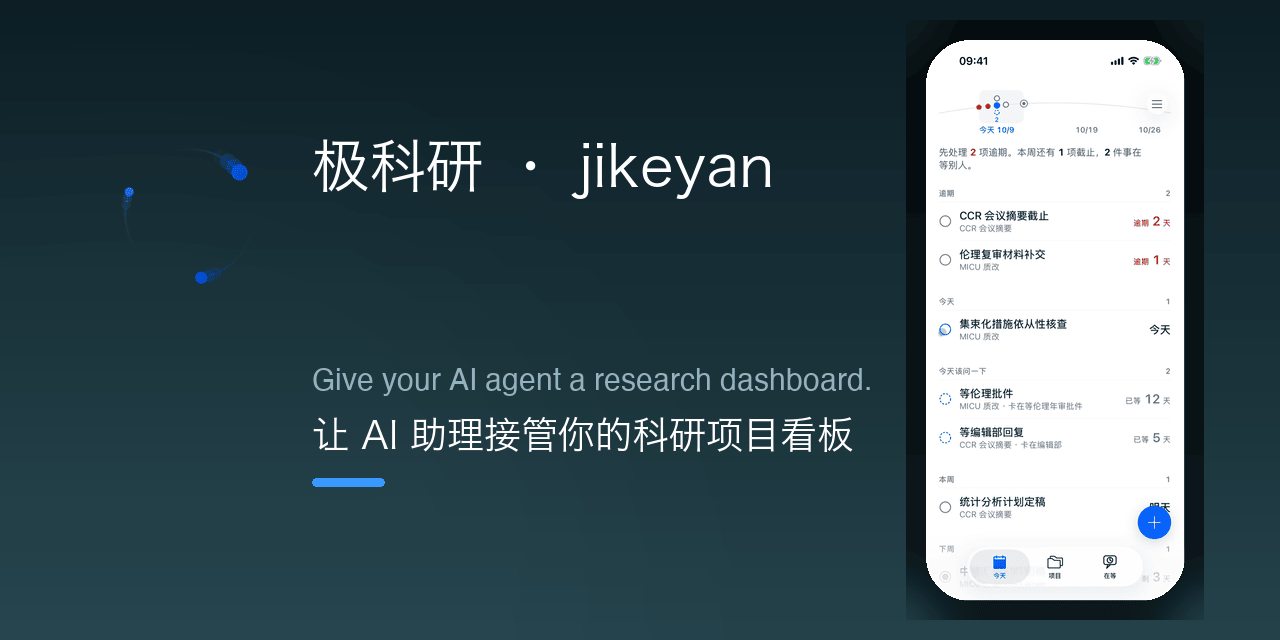 极科研 · jikeyan
Give your AI agent a research dashboard.
让 AI 助理接管你的科研项目看板
09:41
2
今天 10/9
10/19
10/26
先处理 2 项逾期。本周还有 1 项截止，2 件事在
等别人。
逾期 2
CCR 会议摘要截止 逾期 2 天
CCR 会议摘要
伦理复审材料补交 逾期 1 天
MICU 质改
今天 1
集束化措施依从性核查 今天
MICU 质改
今天该问一下 2
等伦理批件 已等 12 天
MICU 质改 · 卡在等伦理年审批件
等编辑部回复 已等 5 天
CCR 会议摘要 · 卡在编辑部
本周 1
统计分析计划定稿 明天
CCR 会议摘要
下周 1
3 天
今天
项目
在等